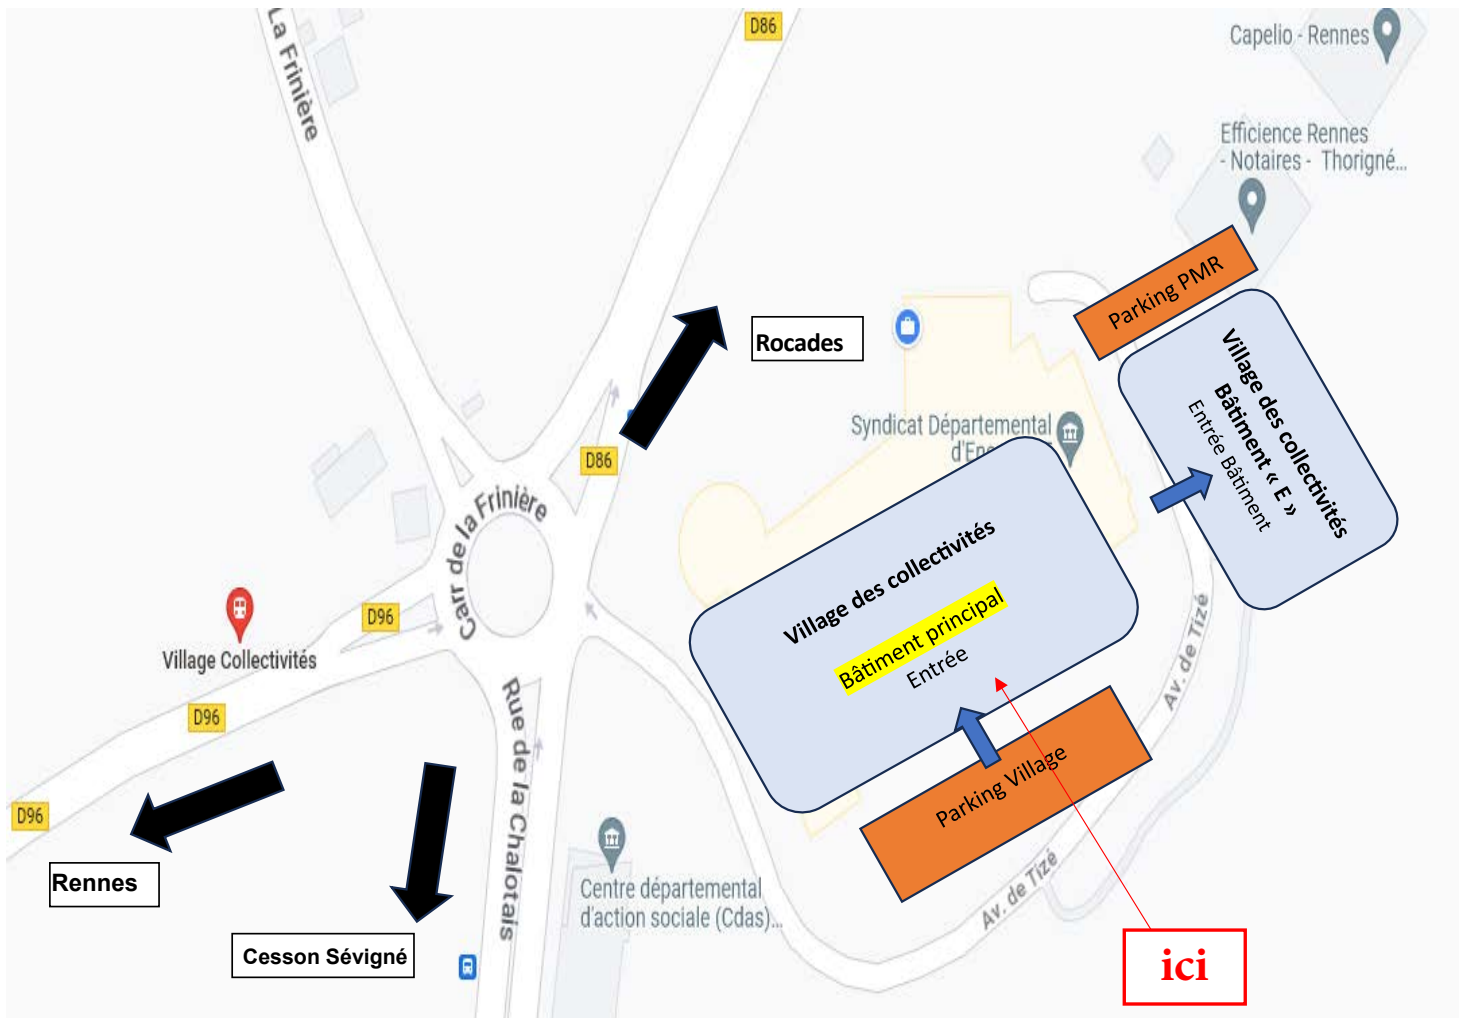 La Frinière
D86
Capelio - Rennes
Efficience Rennes
- Notaires - Thorigné...
Parking PMR
Rocades
Village des collectivités
Bâtiment « E »
Entrée Bâtiment
Syndicat Départemental
D86
Carr de la Frinière
Village des collectivités
Bâtiment principal
Entrée
D96
Village Collectivités
D96
Av. de Tizé
Rue de la Chalotais
Parking Village
D96
Rennes
Centre départemental
d'action sociale (Cdas)...
Av. de Tizé
Cesson Sévigné
ici